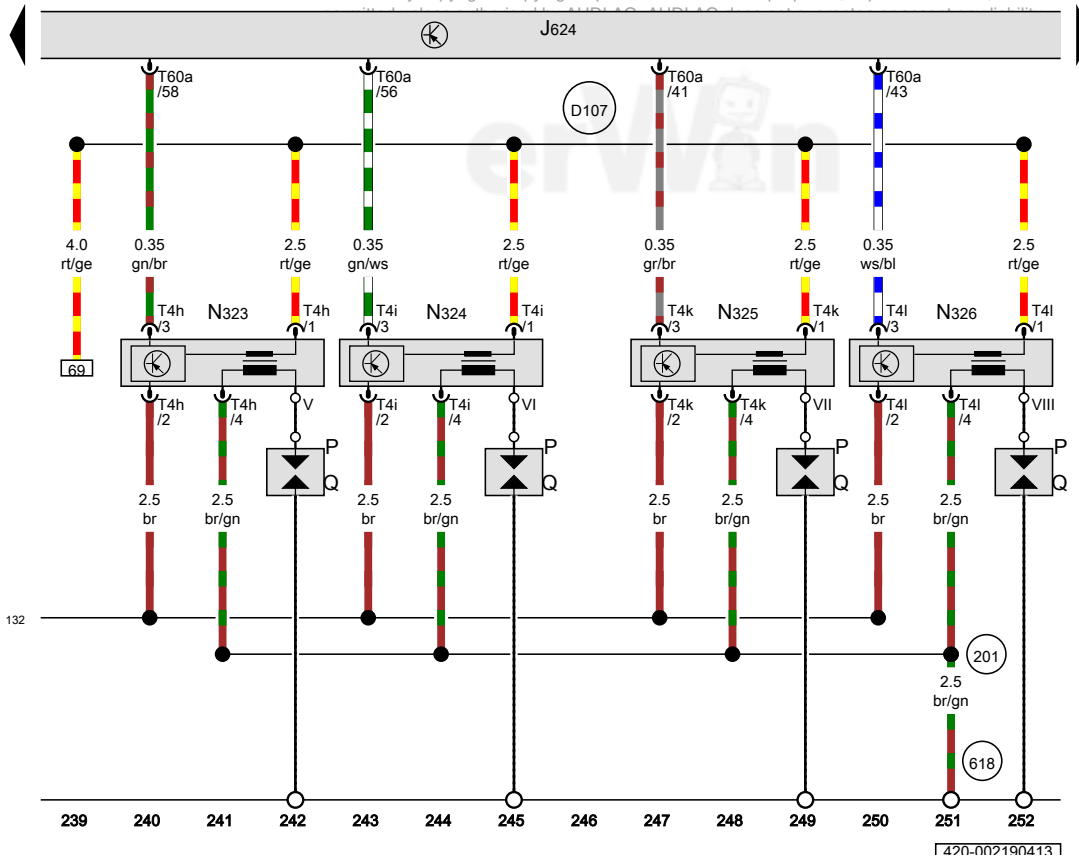 J624
T60a /58
T60a /56
T60a /41
T60a /43
D107
erWin
4.0 rt/ge
0.35 gn/br
2.5 rt/ge
0.35 gn/ws
2.5 rt/ge
0.35 gr/br
2.5 rt/ge
0.35 ws/bl
2.5 rt/ge
T4h /3
N323
T4h /1
T4i /3
N324
T4i /1
T4k /3
N325
T4k /1
T4l /3
N326
T4l /1
69
T4h /2
T4h /4
V
T4i /2
T4i /4
VI
T4k /2
T4k /4
VII
T4l /2
T4l /4
VIII
P
Q
P
Q
P
Q
P
Q
2.5 br
2.5 br/gn
2.5 br
2.5 br/gn
2.5 br
2.5 br/gn
2.5 br
2.5 br/gn
132
201
2.5 br/gn
618
239 240 241 242 243 244 245 246 247 248 249 250 251 252
420-002190413